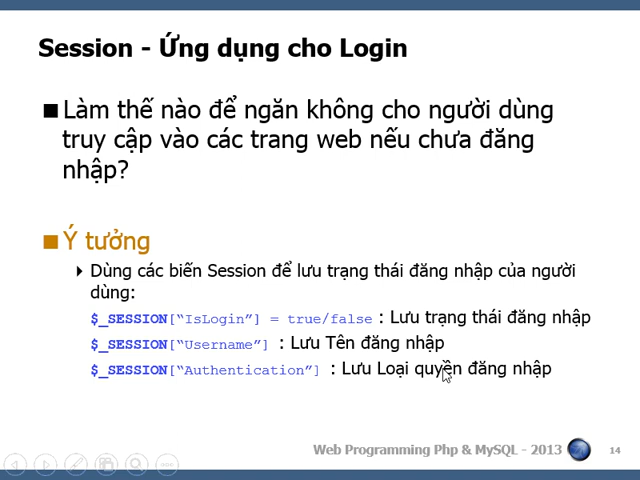 Session - Ứng dụng cho Login
Làm thế nào để ngăn không cho người dùng
truy cập vào các trang web nếu chưa đăng
nhập?
Ý tưởng
Dùng các biến Session để lưu trạng thái đăng nhập của người
dùng:
$_SESSION[“IsLogin”] = true/false : Lưu trạng thái đăng nhập
$_SESSION[“Username”] : Lưu Tên đăng nhập
$_SESSION[“Authentication”] : Lưu Loại quyền đăng nhập
Web Programming Php & MySQL - 2013
14